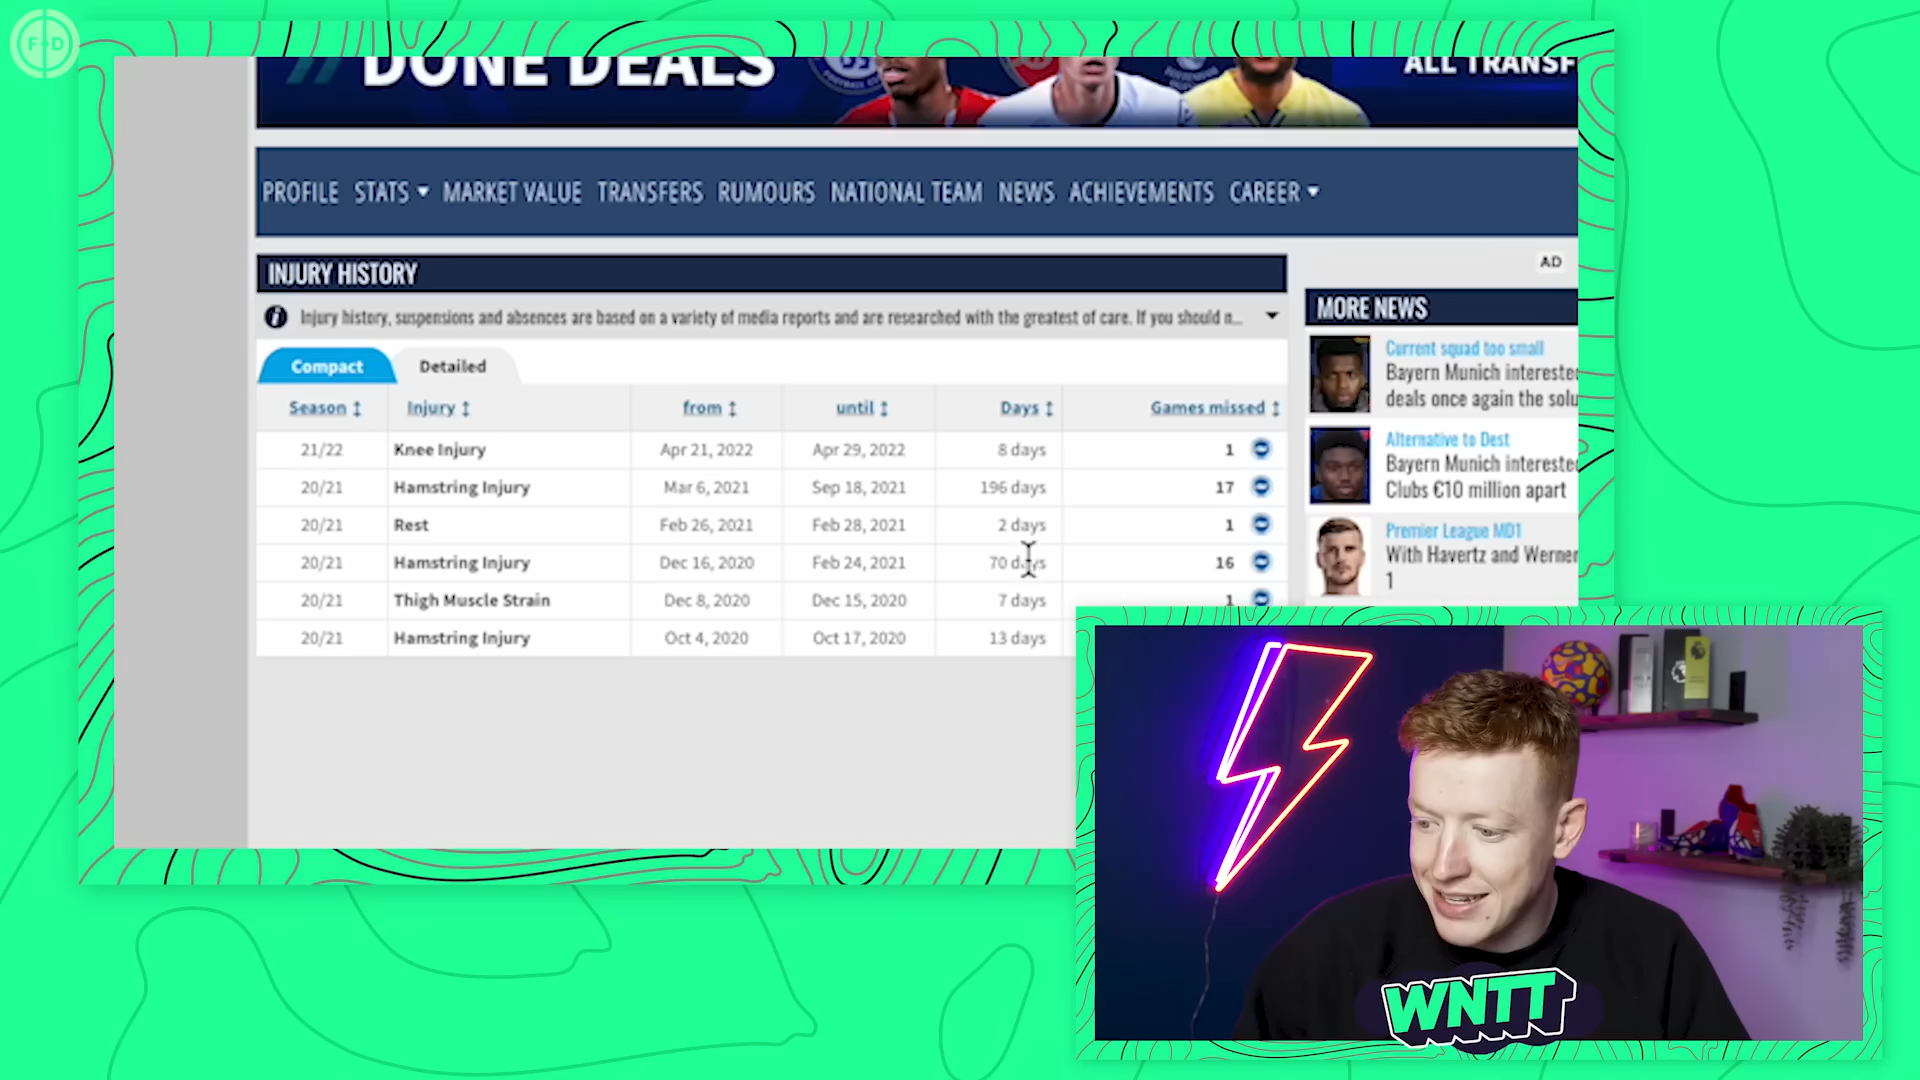 F D
DONE DEALS
ALL TRANSF
PROFILE STATS MARKET VALUE TRANSFERS RUMOURS NATIONAL TEAM NEWS ACHIEVEMENTS CAREER
INJURY HISTORY
Injury history, suspensions and absences are based on a variety of media reports and are researched with the greatest of care. If you should n...
Compact Detailed
Season Injury from until Days Games missed
21/22 Knee Injury Apr 21, 2022 Apr 29, 2022 8 days 1
20/21 Hamstring Injury Mar 6, 2021 Sep 18, 2021 196 days 17
20/21 Rest Feb 26, 2021 Feb 28, 2021 2 days 1
20/21 Hamstring Injury Dec 16, 2020 Feb 24, 2021 70 days 16
20/21 Thigh Muscle Strain Dec 8, 2020 Dec 15, 2020 7 days 1
20/21 Hamstring Injury Oct 4, 2020 Oct 17, 2020 13 days
AD
MORE NEWS
Current squad too small
Bayern Munich interested
deals once again the solu
Alternative to Dest
Bayern Munich interested
Clubs €10 million apart
Premier League MD1
With Havertz and Werner
1
WNTT